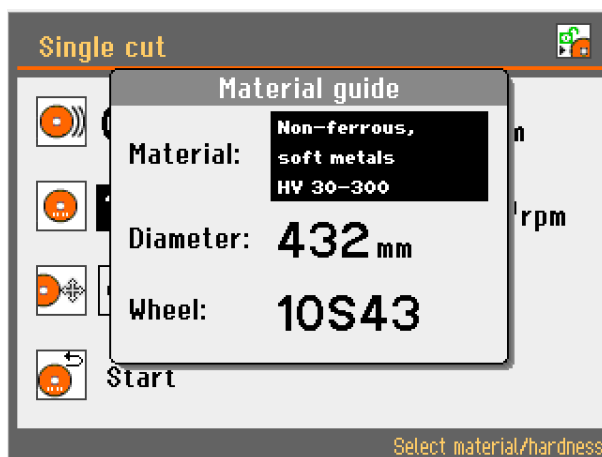 Single cut
Material guide
Material: Non-ferrous,
soft metals
HV 30-300
Diameter: 432 mm
Wheel: 10S43
rpm
Start
Select material/hardness